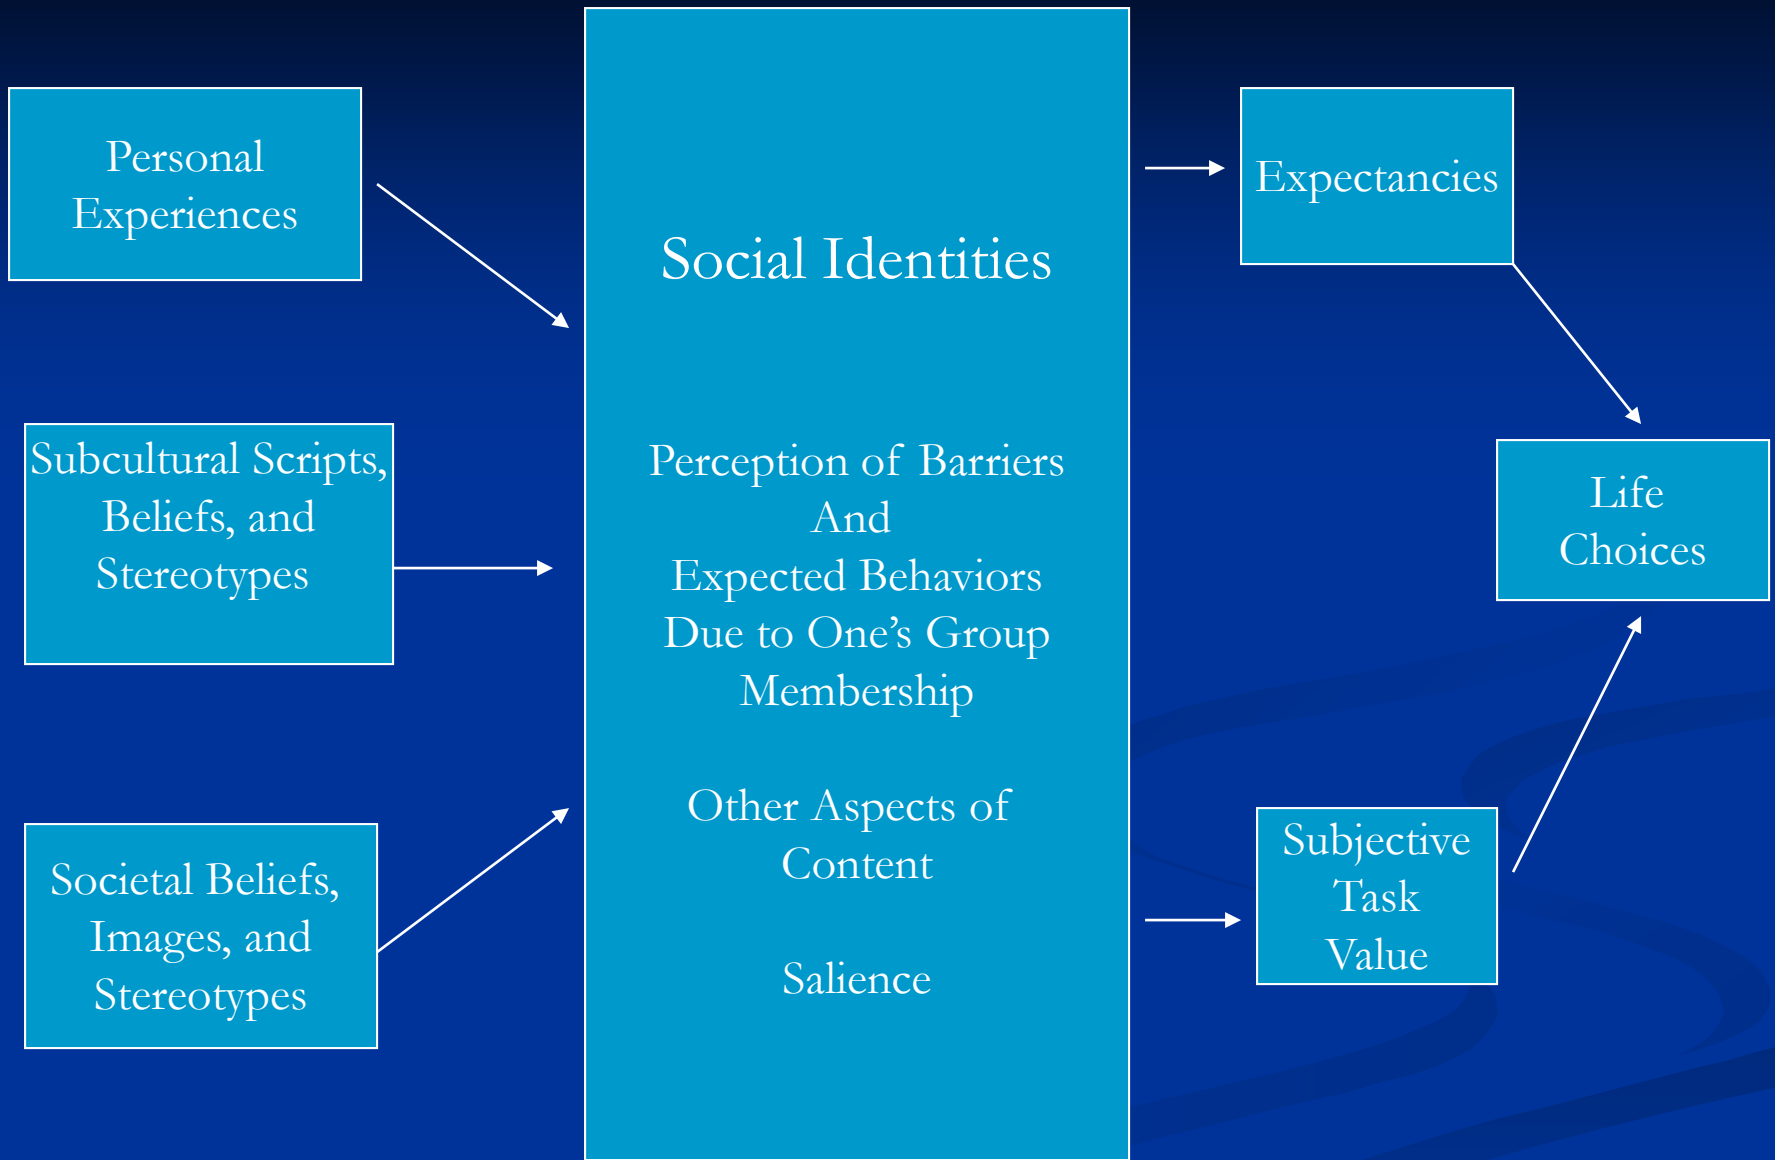 Personal
Experiences
Subcultural Scripts,
Beliefs, and
Stereotypes
Societal Beliefs,
Images, and
Stereotypes
Social Identities
Perception of Barriers
And
Expected Behaviors
Due to One’s Group
Membership
Other Aspects of
Content
Salience
Expectancies
Subjective
Task
Value
Life
Choices